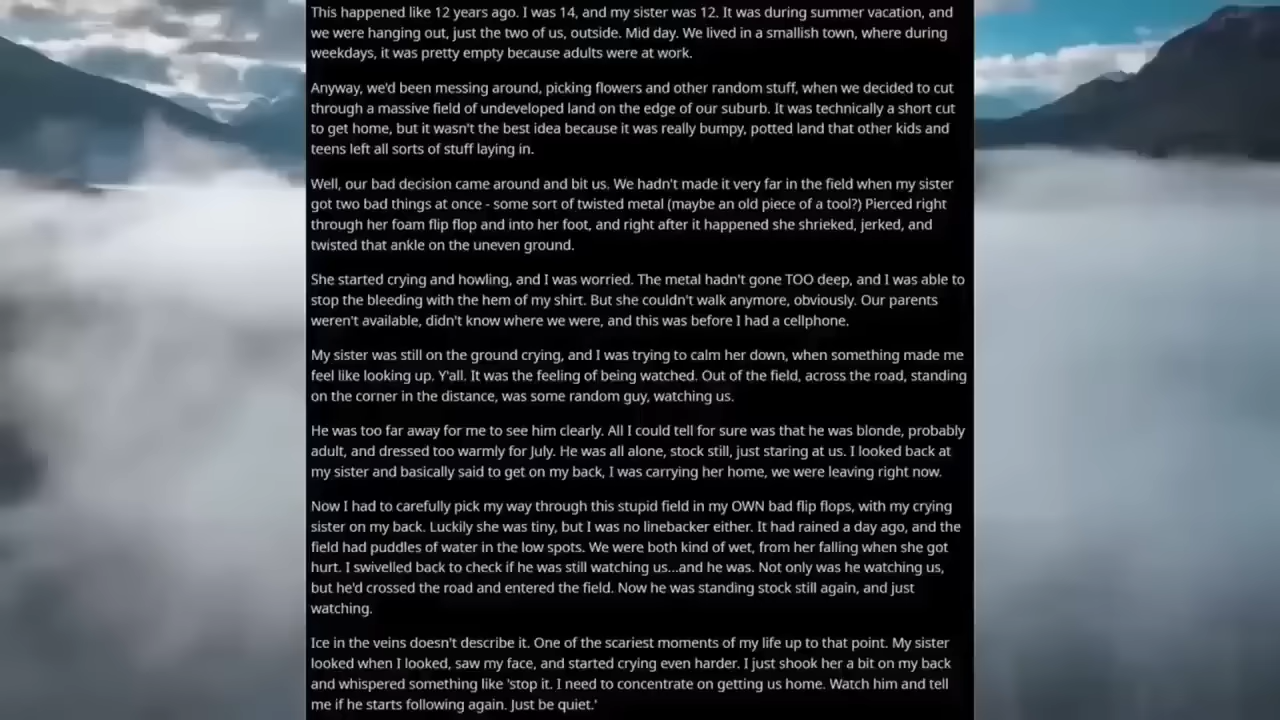 This happened like 12 years ago. I was 14, and my sister was 12. It was during summer vacation, and
we were hanging out, just the two of us, outside. Mid day. We lived in a smallish town, where during
weekdays, it was pretty empty because adults were at work.
Anyway, we'd been messing around, picking flowers and other random stuff, when we decided to cut
through a massive field of undeveloped land on the edge of our suburb. It was technically a short cut
to get home, but it wasn't the best idea because it was really bumpy, potted land that other kids and
teens left all sorts of stuff laying in.
Well, our bad decision came around and bit us. We hadn't made it very far in the field when my sister
got two bad things at once - some sort of twisted metal (maybe an old piece of a tool?) Pierced right
through her foam flip flop and into her foot, and right after it happened she shrieked, jerked, and
twisted that ankle on the uneven ground.
She started crying and howling, and I was worried. The metal hadn't gone TOO deep, and I was able to
stop the bleeding with the hem of my shirt. But she couldn't walk anymore, obviously. Our parents
weren't available, didn't know where we were, and this was before I had a cellphone.
My sister was still on the ground crying, and I was trying to calm her down, when something made me
feel like looking up. Y'all. It was the feeling of being watched. Out of the field, across the road, standing
on the corner in the distance, was some random guy, watching us.
He was too far away for me to see him clearly. All I could tell for sure was that he was blonde, probably
adult, and dressed too warmly for July. He was all alone, stock still, just staring at us. I looked back at
my sister and basically said to get on my back, I was carrying her home, we were leaving right now.
Now I had to carefully pick my way through this stupid field in my OWN bad flip flops, with my crying
sister on my back. Luckily she was tiny, but I was no linebacker either. It had rained a day ago, and the
field had puddles of water in the low spots. We were both kind of wet, from her falling when she got
hurt. I swivelled back to check if he was still watching us...and he was. Not only was he watching us,
but he'd crossed the road and entered the field. Now he was standing stock still again, and just
watching.
Ice in the veins doesn't describe it. One of the scariest moments of my life up to that point. My sister
looked when I looked, saw my face, and started crying even harder. I just shook her a bit on my back
and whispered something like 'stop it. I need to concentrate on getting us home. Watch him and tell
me if he starts following again. Just be quiet.'